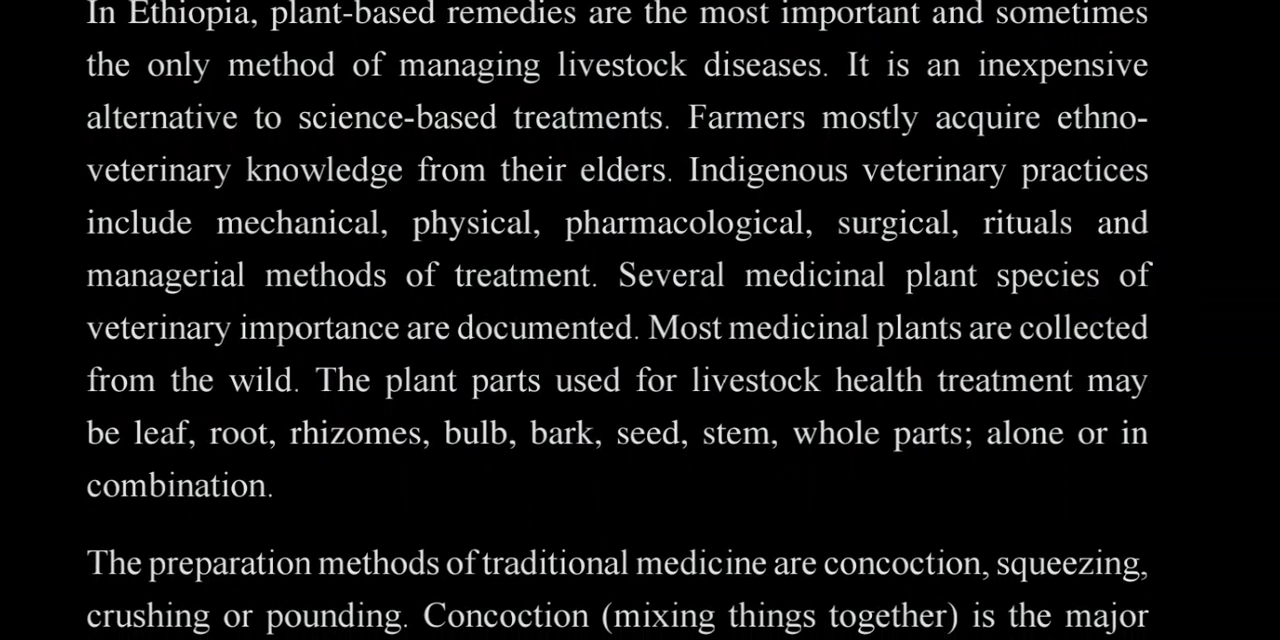 In Ethiopia, plant-based remedies are the most important and sometimes
the only method of managing livestock diseases. It is an inexpensive
alternative to science-based treatments. Farmers mostly acquire ethno-
veterinary knowledge from their elders. Indigenous veterinary practices
include mechanical, physical, pharmacological, surgical, rituals and
managerial methods of treatment. Several medicinal plant species of
veterinary importance are documented. Most medicinal plants are collected
from the wild. The plant parts used for livestock health treatment may
be leaf, root, rhizomes, bulb, bark, seed, stem, whole parts; alone or in
combination.
The preparation methods of traditional medicine are concoction, squeezing,
crushing or pounding. Concoction (mixing things together) is the major